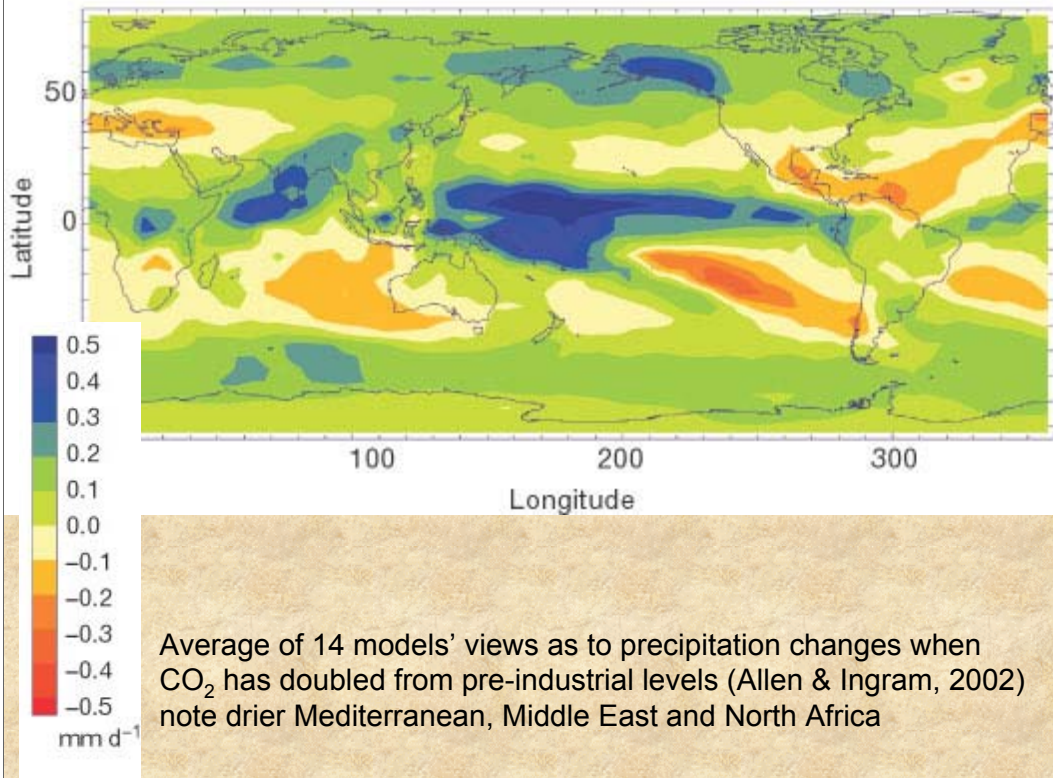 50
0
Latitude
100 200 300
Longitude
0.5
0.4
0.3
0.2
0.1
0.0
−0.1
−0.2
−0.3
−0.4
−0.5
mm d⁻¹
Average of 14 models’ views as to precipitation changes when
CO₂ has doubled from pre-industrial levels (Allen & Ingram, 2002)
note drier Mediterranean, Middle East and North Africa